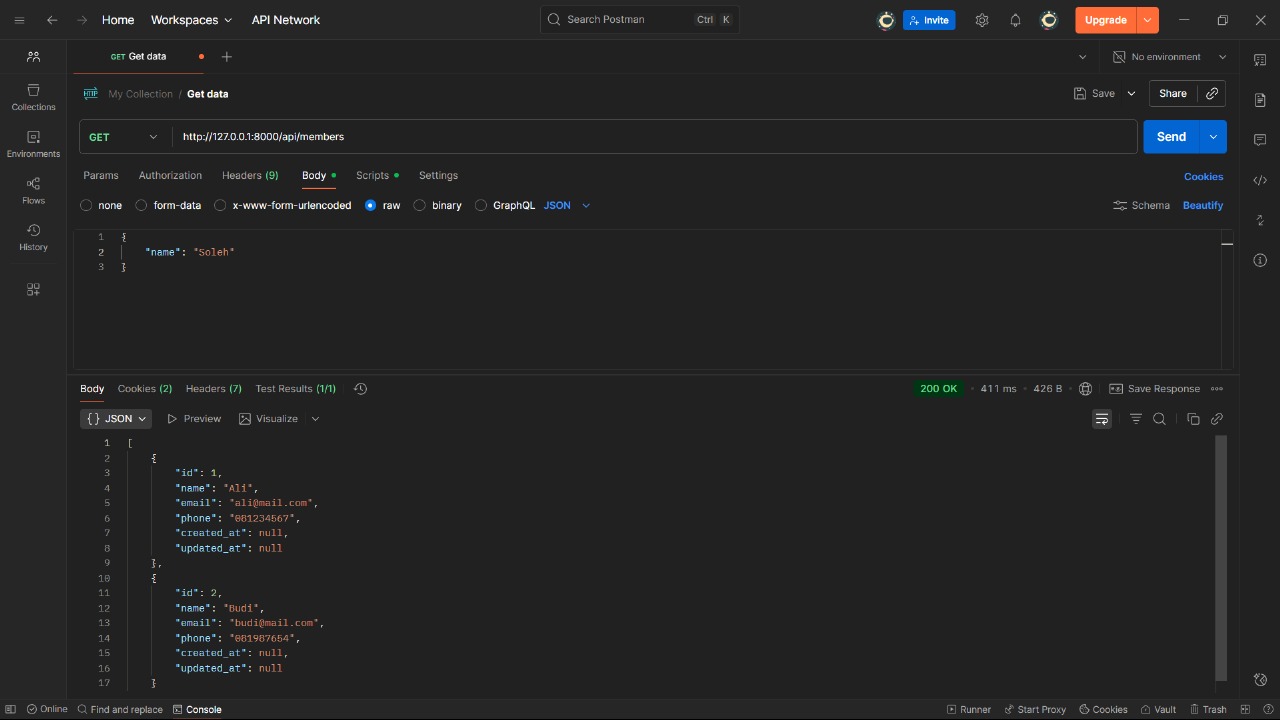 Home Workspaces API Network Search Postman Ctrl K Invite Upgrade
GET Get data No environment
HTTP My Collection / Get data Save Share
GET http://127.0.0.1:8000/api/members Send
Params Authorization Headers (9) Body Scripts Settings Cookies
none form-data x-www-form-urlencoded raw binary GraphQL JSON Schema Beautify
1 {
2 "name": "Soleh"
3 }
Body Cookies (2) Headers (7) Test Results (1/1) 200 OK 411 ms 426 B Save Response
{} JSON Preview Visualize
1 [
2 {
3 "id": 1,
4 "name": "Ali",
5 "email": "ali@mail.com",
6 "phone": "081234567",
7 "created_at": null,
8 "updated_at": null
9 },
10 {
11 "id": 2,
12 "name": "Budi",
13 "email": "budi@mail.com",
14 "phone": "081987654",
15 "created_at": null,
16 "updated_at": null
17 }
Collections
Environments
Flows
History
Online Find and replace Console Runner Start Proxy Cookies Vault Trash